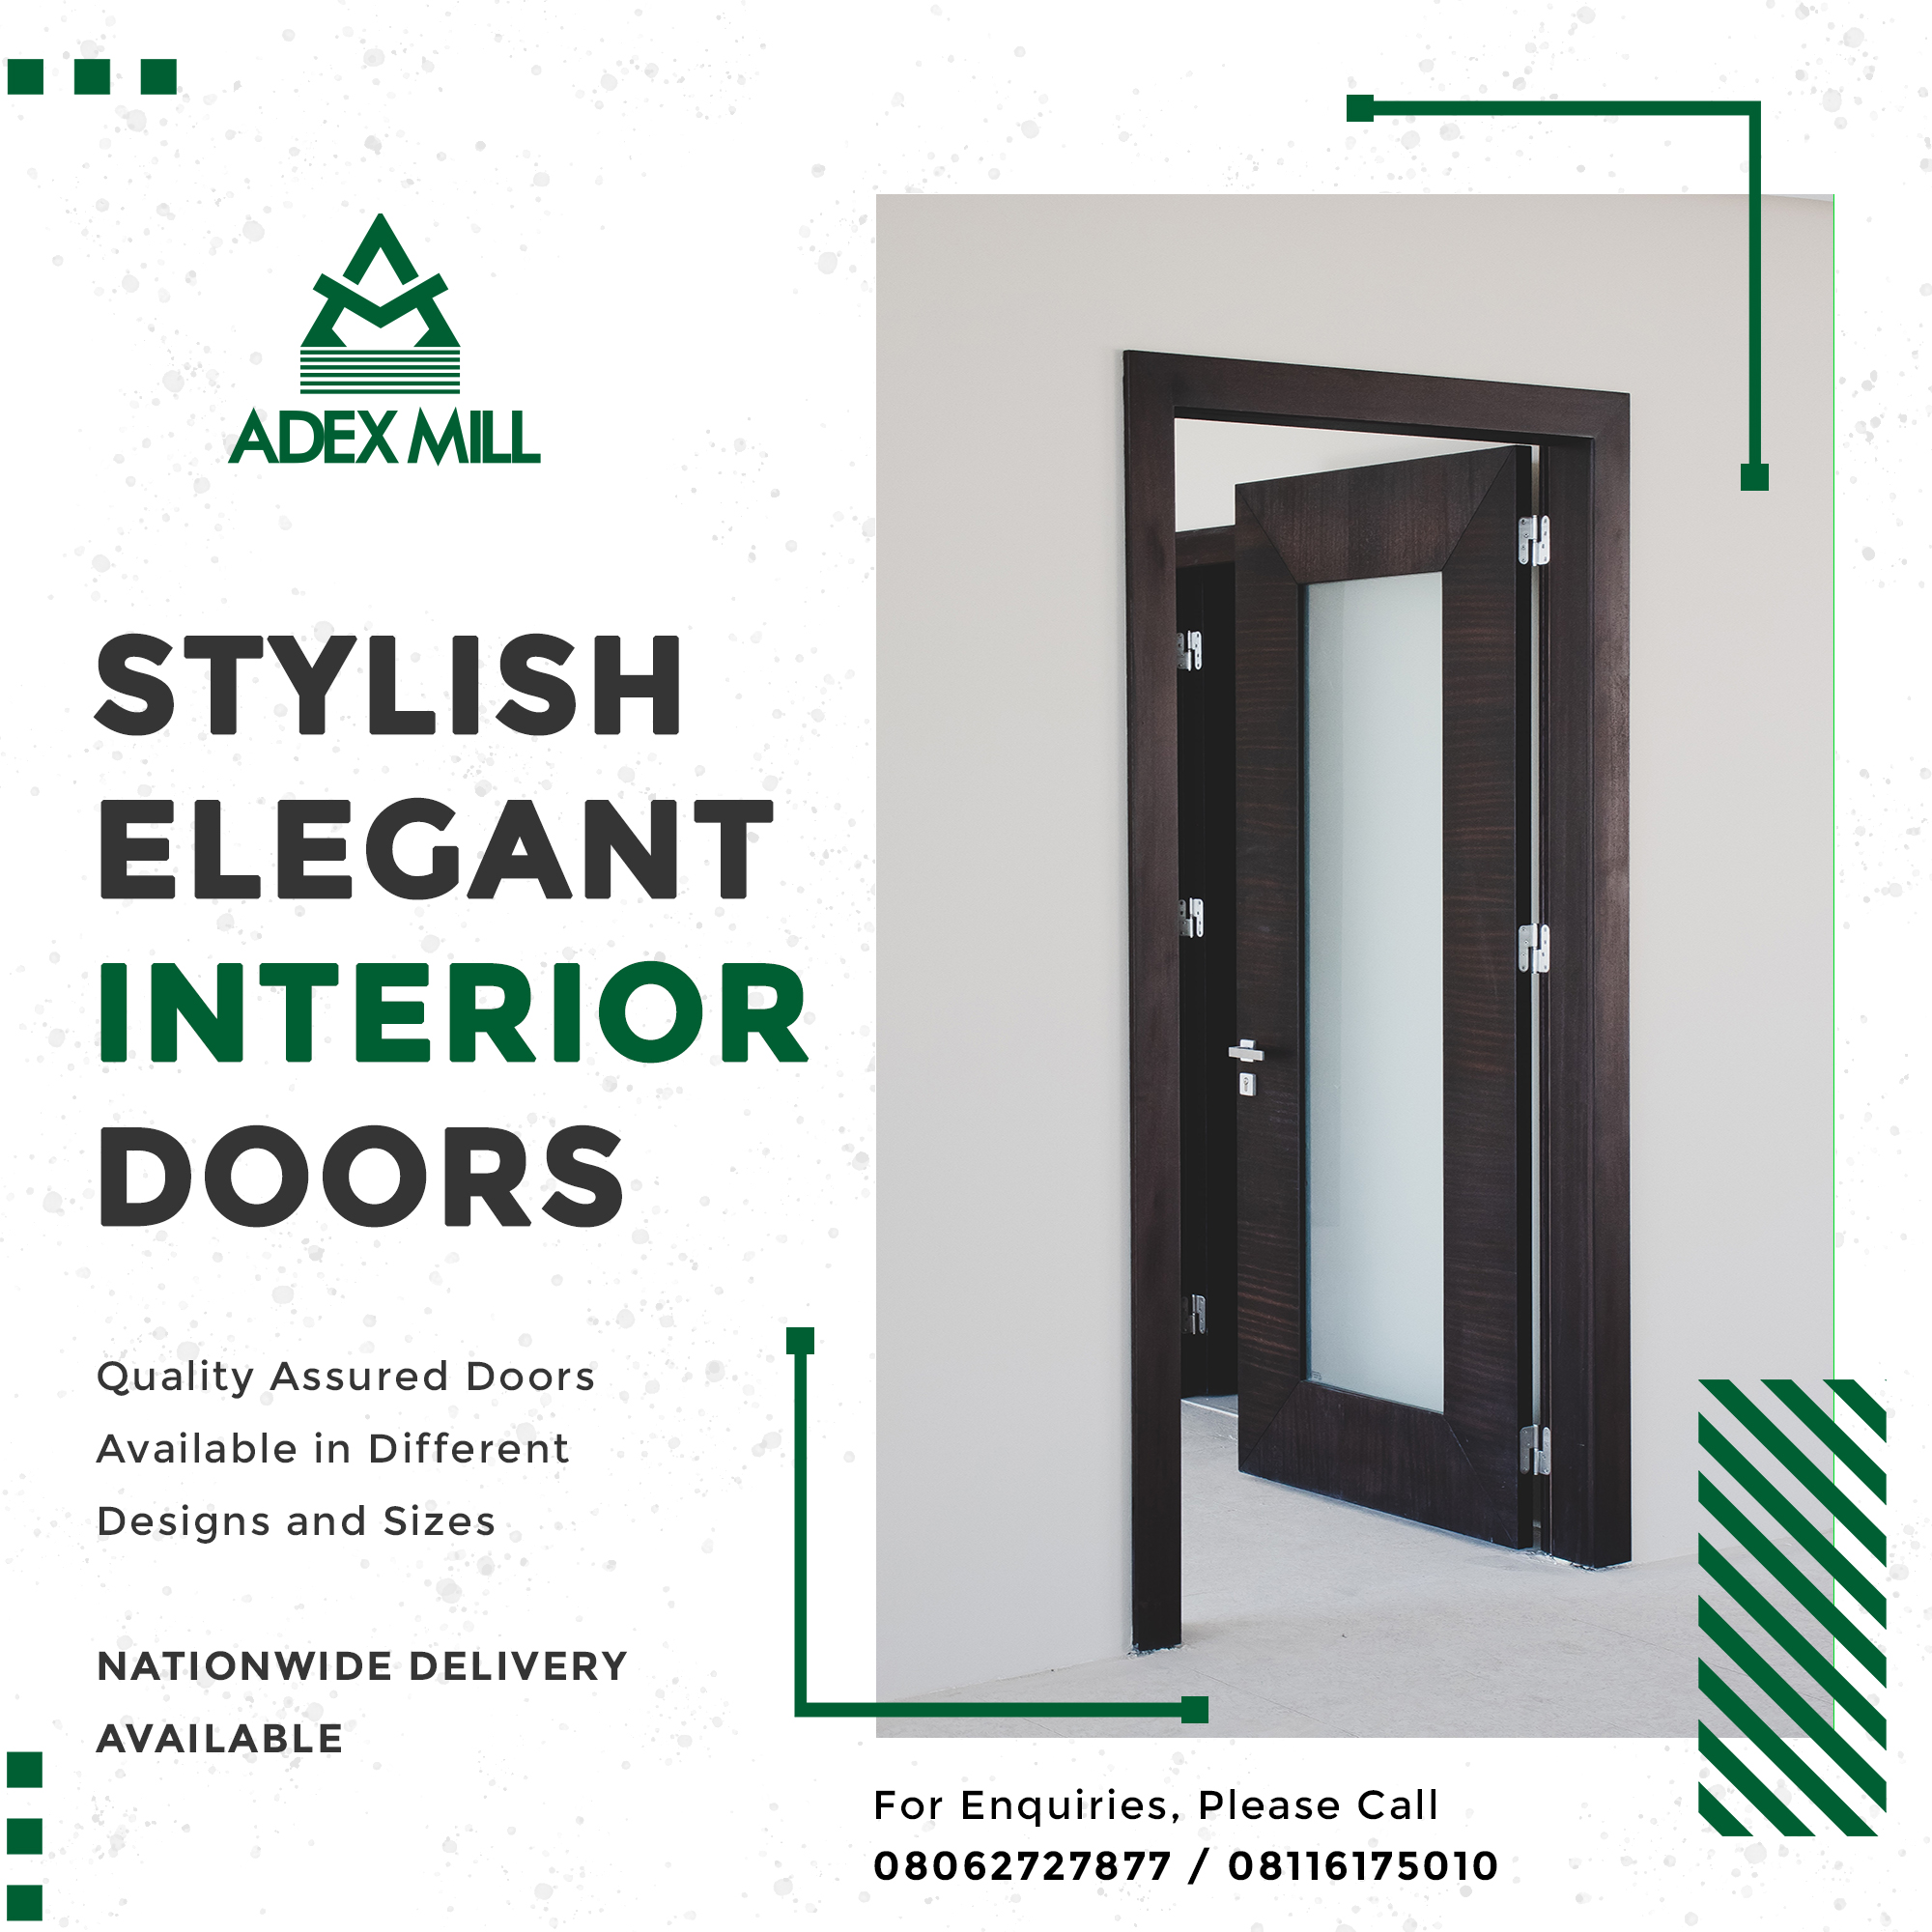 ADEX MILL
STYLISH
ELEGANT
INTERIOR
DOORS
Quality Assured Doors
Available in Different
Designs and Sizes
NATIONWIDE DELIVERY
AVAILABLE
For Enquiries, Please Call
08062727877 / 08116175010